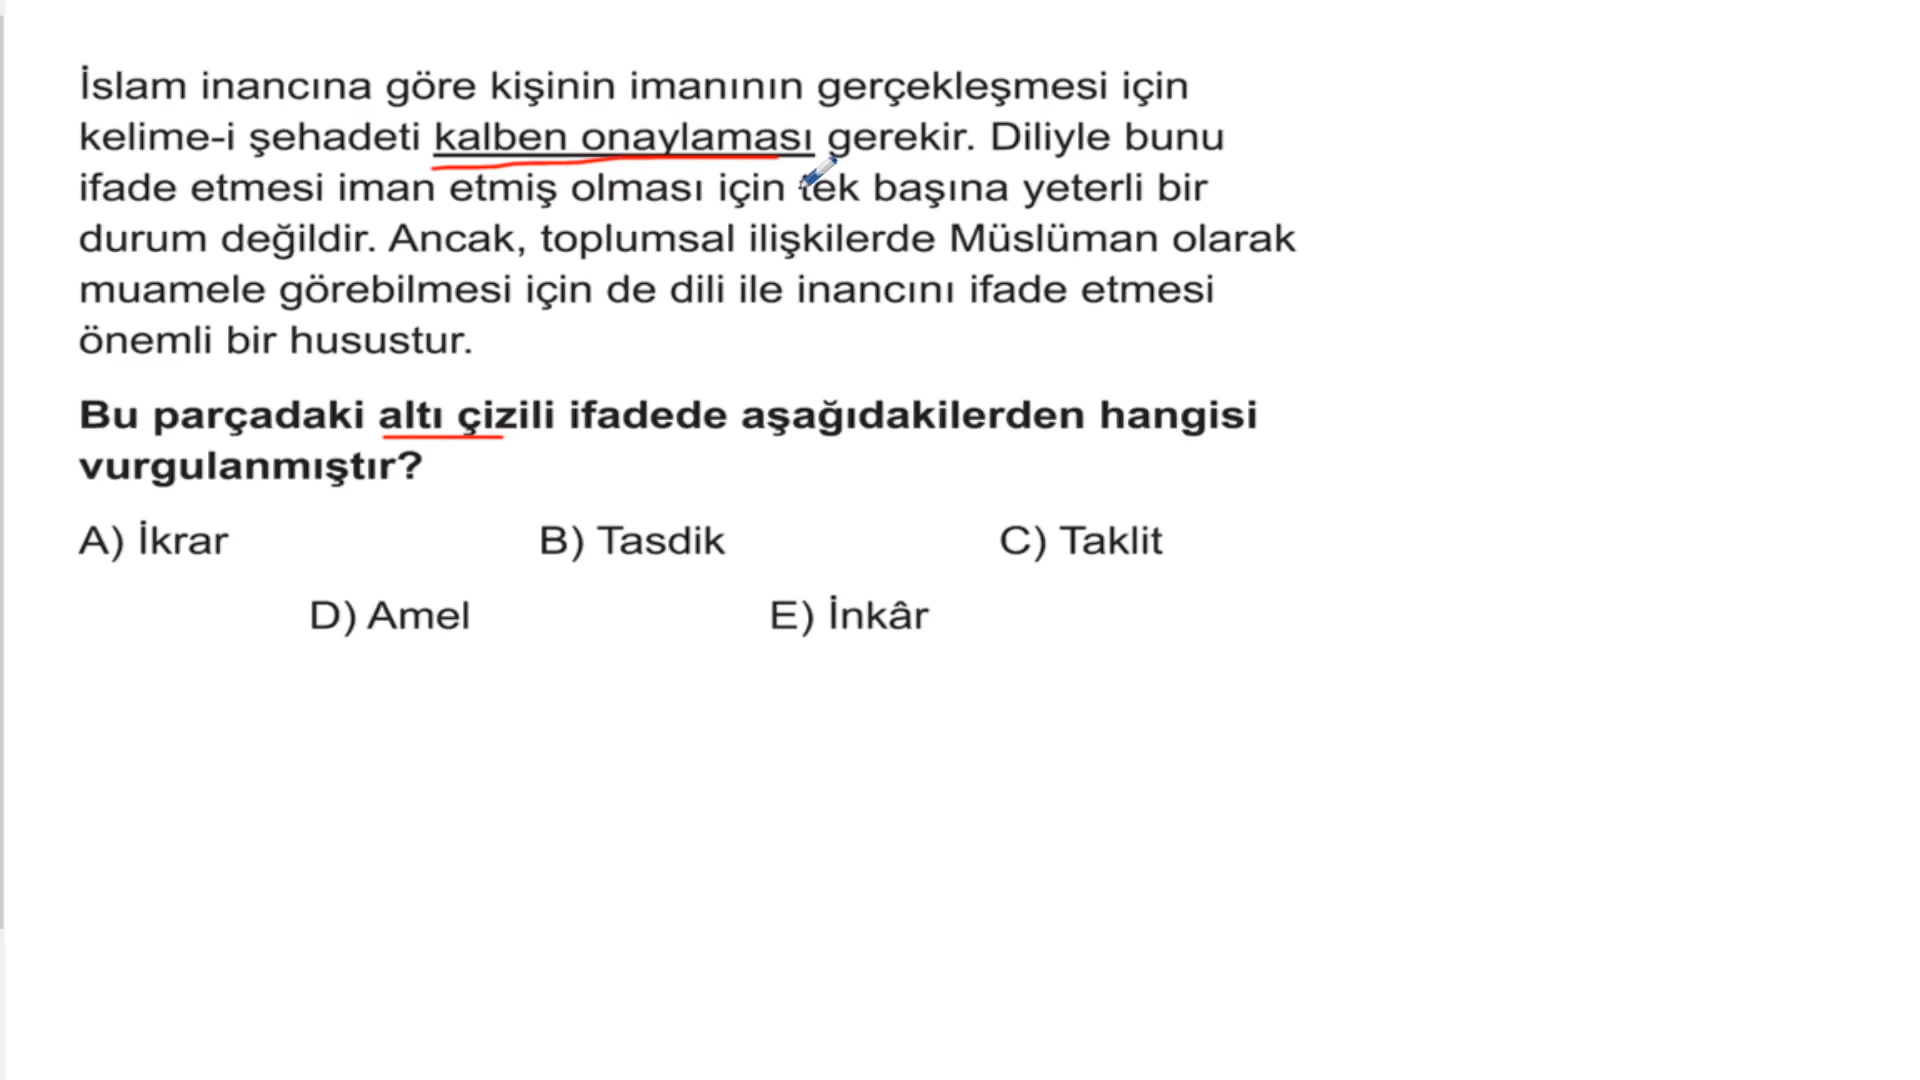 İslam inancına göre kişinin imanının gerçekleşmesi için
kelime-i şehadeti kalben onaylaması gerekir. Diliyle bunu
ifade etmesi iman etmiş olması için tek başına yeterli bir
durum değildir. Ancak, toplumsal ilişkilerde Müslüman olarak
muamele görebilmesi için de dili ile inancını ifade etmesi
önemli bir husustur.
Bu parçadaki altı çizili ifadede aşağıdakilerden hangisi
vurgulanmıştır?
A) İkrar B) Tasdik C) Taklit
D) Amel E) İnkâr